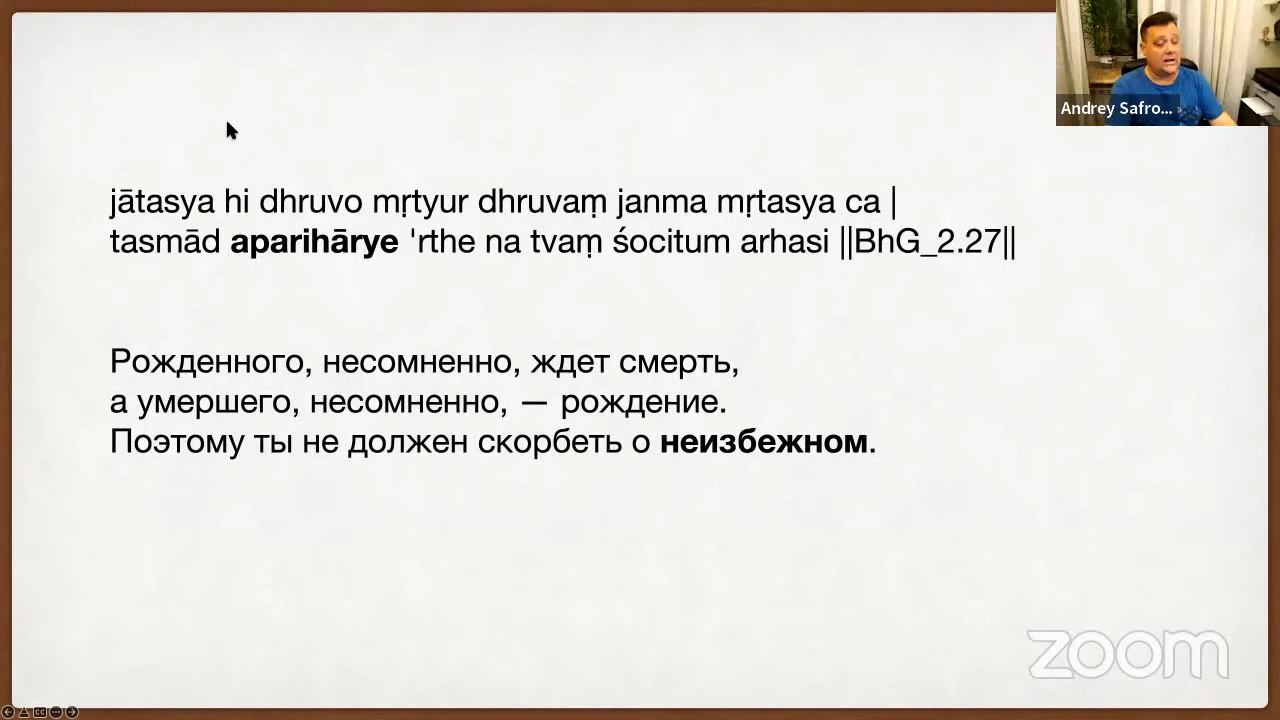 Andrey Safro...
jātasya hi dhruvo mṛtyur dhruvaṃ janma mṛtasya ca |
tasmād aparihārye 'rthe na tvaṃ śocitum arhasi ||BhG_2.27||
Рожденного, несомненно, ждет смерть,
а умершего, несомненно, — рождение.
Поэтому ты не должен скорбеть о неизбежном.
zoom